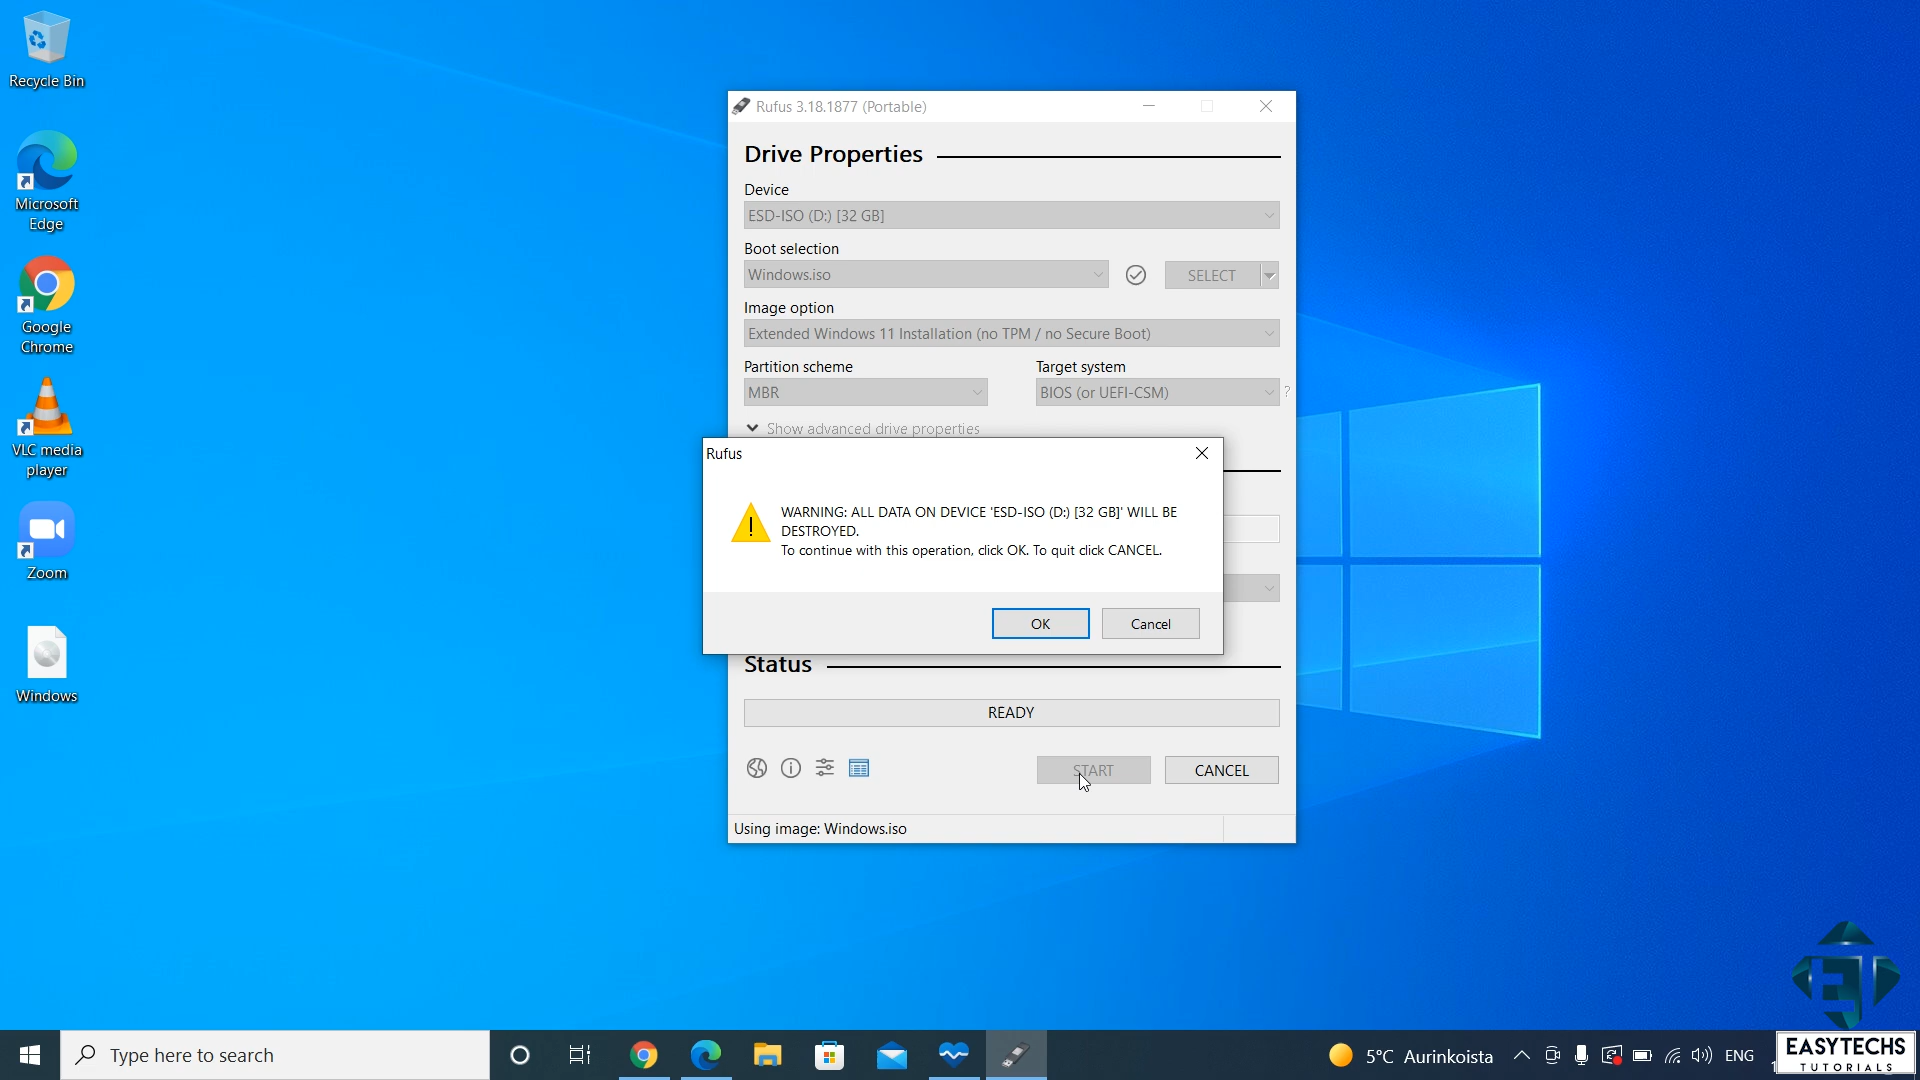 Recycle Bin
Microsoft
Edge
Google
Chrome
VLC media
player
Zoom
Windows
Rufus 3.18.1877 (Portable)
Drive Properties
Device
ESD-ISO (D:) [32 GB]
Boot selection
Windows.iso
SELECT
Image option
Extended Windows 11 Installation (no TPM / no Secure Boot)
Partition scheme
Target system
MBR
BIOS (or UEFI-CSM)
?
Show advanced drive properties
Rufus
WARNING: ALL DATA ON DEVICE 'ESD-ISO (D:) [32 GB]' WILL BE
DESTROYED.
To continue with this operation, click OK. To quit click CANCEL.
OK
Cancel
Status
READY
START
CANCEL
Using image: Windows.iso
Type here to search
5°C Aurinkoista
ENG
EASYTECHS
TUTORIALS